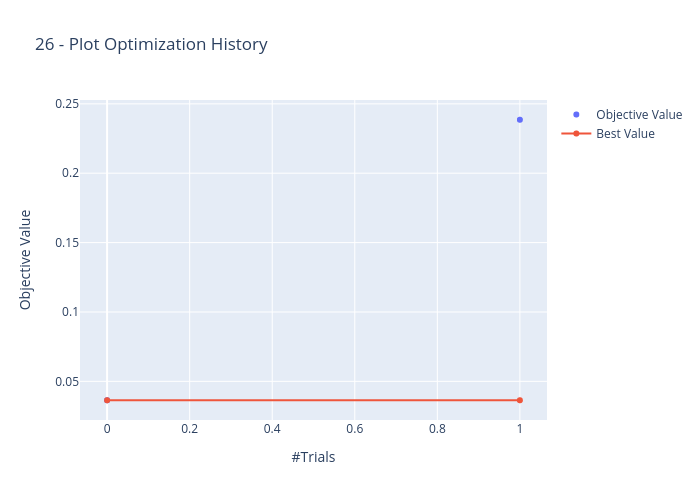 26 - Plot Optimization History
Objective Value
0.25
0.2
0.15
0.1
0.05
0
0.2
0.4
0.6
0.8
1
#Trials
Objective Value
Best Value